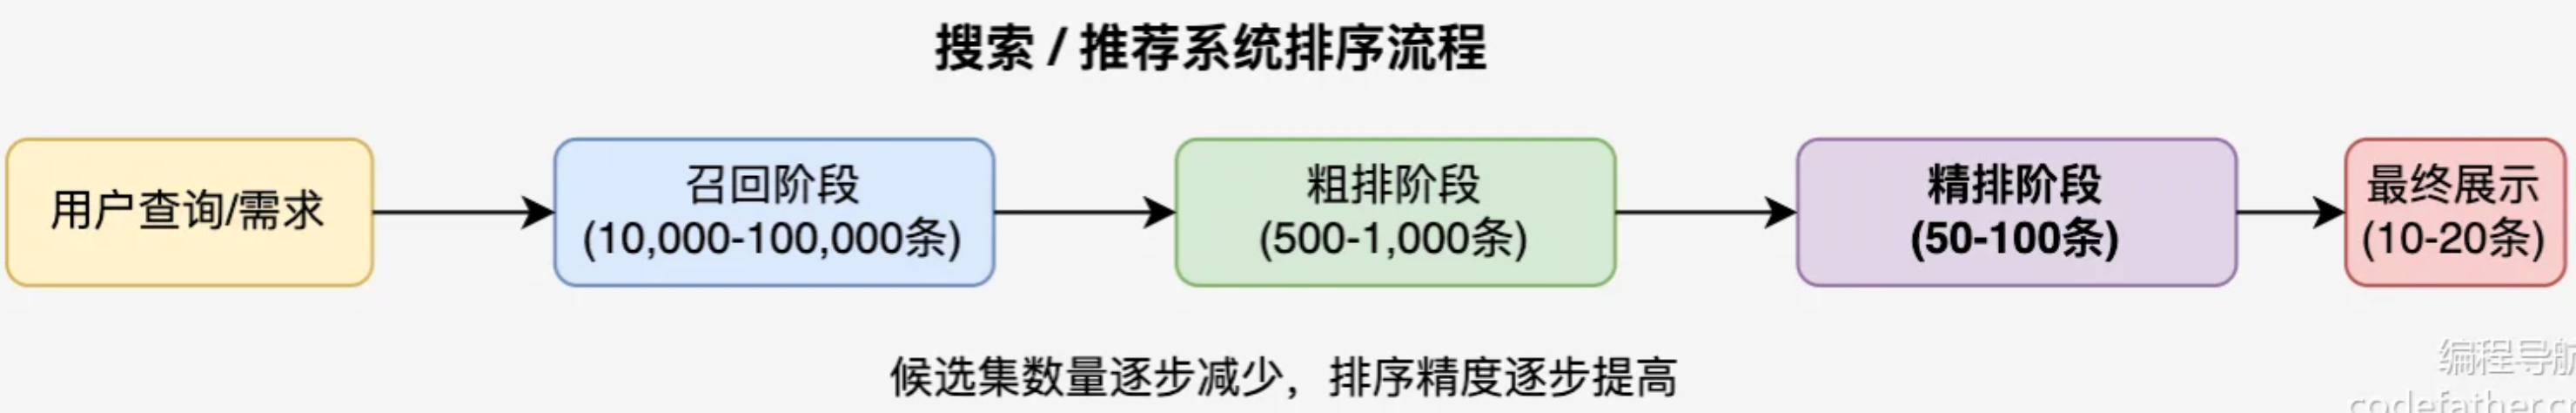 搜索 / 推荐系统排序流程
用户查询/需求
召回阶段
(10,000-100,000条)
粗排阶段
(500-1,000条)
精排阶段
(50-100条)
最终展示
(10-20条)
候选集数量逐步减少，排序精度逐步提高
编程导航
codefather.c